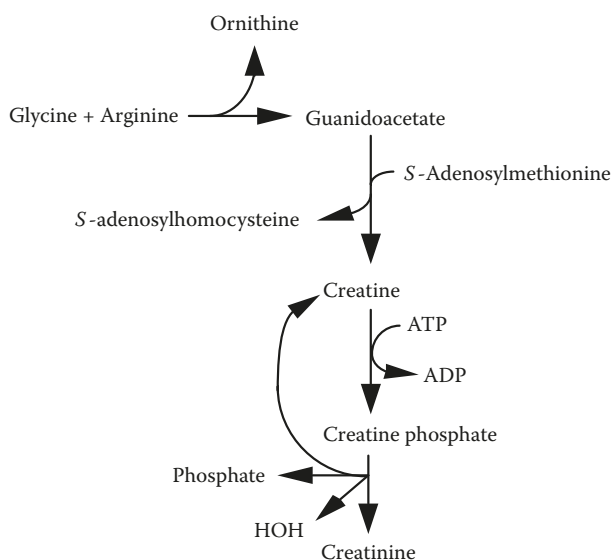 Ornithine
Glycine + Arginine
Guanidoacetate
S-Adenosylmethionine
S-adenosylhomocysteine
Creatine
ATP
ADP
Creatine phosphate
Phosphate
HOH
Creatinine